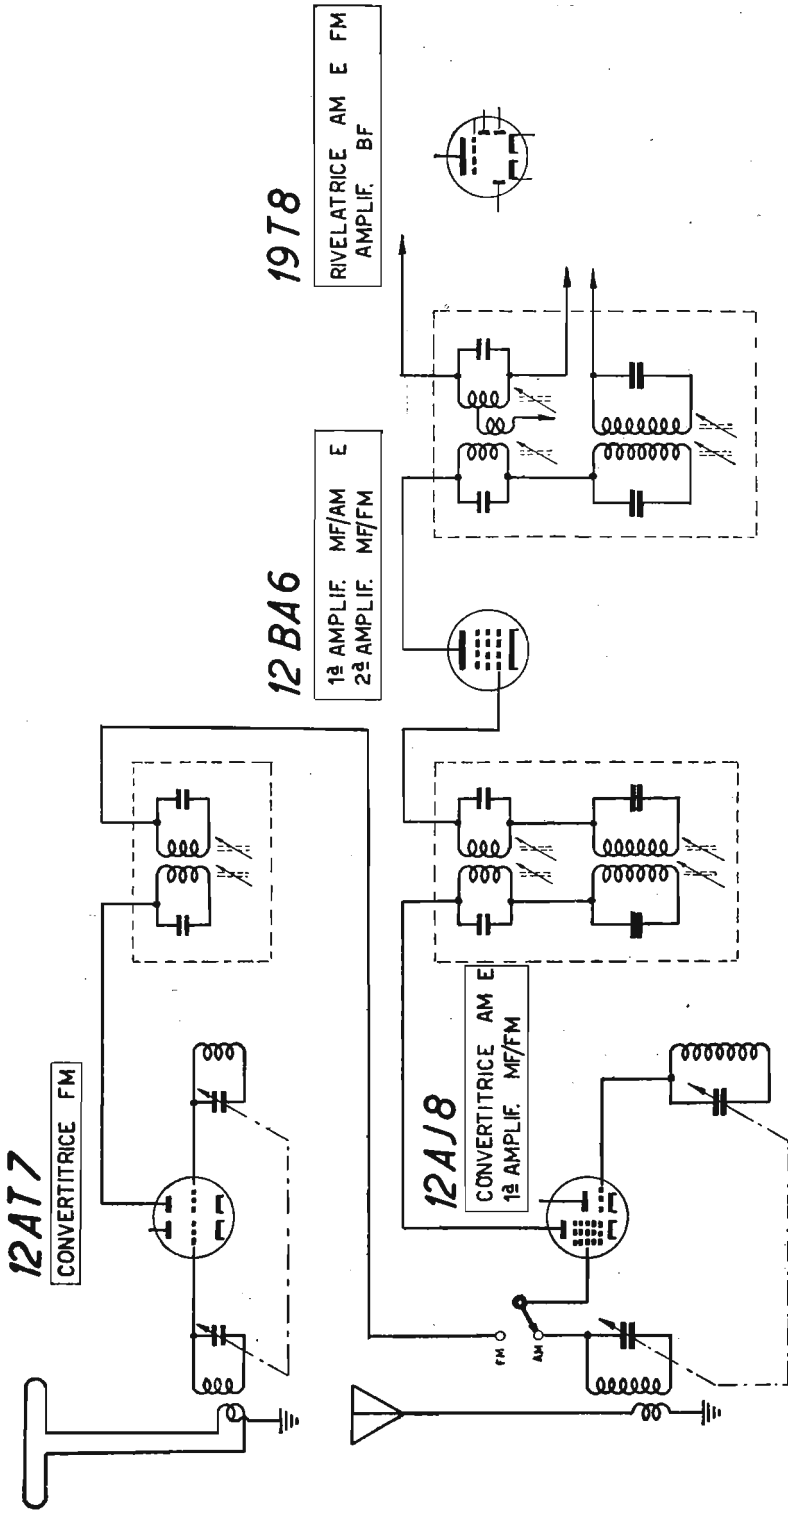 12AT7
CONVERTITRICE FM
12BA6
1ª AMPLIF. MF/AM E
2ª AMPLIF. MF/FM
19T8
RIVELATRICE AM E FM
AMPLIF. BF
12AJ8
CONVERTITRICE AM E
1ª AMPLIF. MF/FM
FM
AM